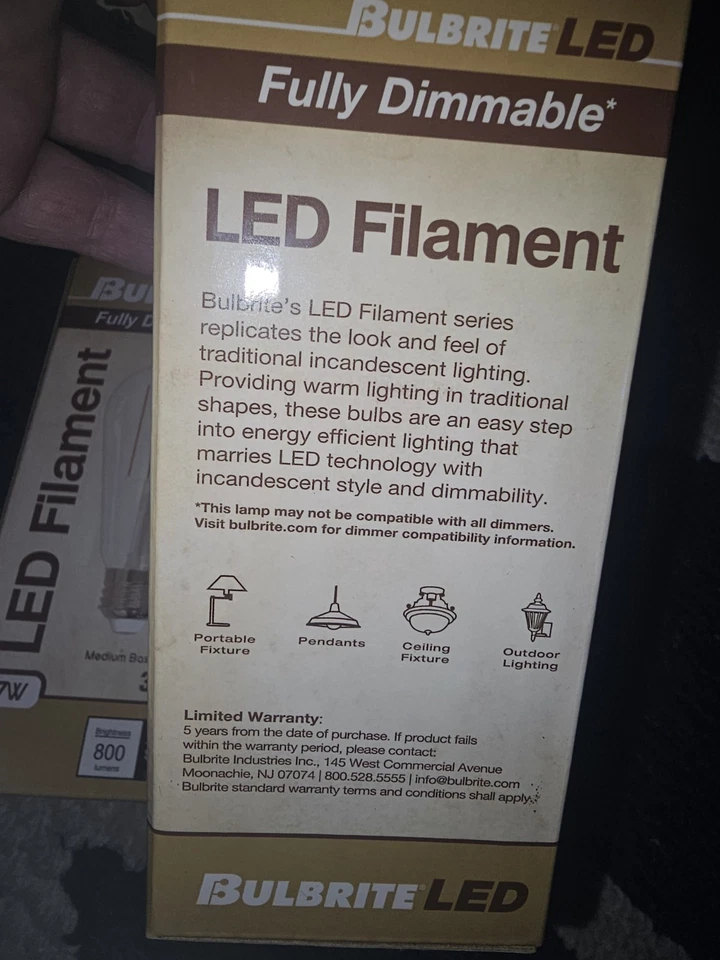 BULBRITE LED
Fully Dimmable*
LED Filament
Bulbrite's LED Filament series
replicates the look and feel of
traditional incandescent lighting.
Providing warm lighting in traditional
shapes, these bulbs are an easy step
into energy efficient lighting that
marries LED technology with
incandescent style and dimmability.
*This lamp may not be compatible with all dimmers.
Visit bulbrite.com for dimmer compatibility information.
Portable
Fixture
Pendants
Ceiling
Fixture
Outdoor
Lighting
Limited Warranty:
5 years from the date of purchase. If product fails
within the warranty period, please contact:
Bulbrite Industries Inc., 145 West Commercial Avenue
Moonachie, NJ 07074 | 800.528.5555 | info@bulbrite.com
Bulbrite standard warranty terms and conditions shall apply.
BULBRITE LED
Fully
LED Filament
Medium
7W
Brightness
800
lumens